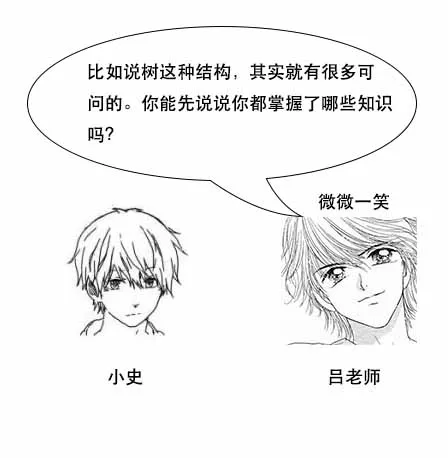 比如说树这种结构，其实就有很多可
问的。你能先说说你都掌握了哪些知识
吗？
微微一笑
小史
吕老师